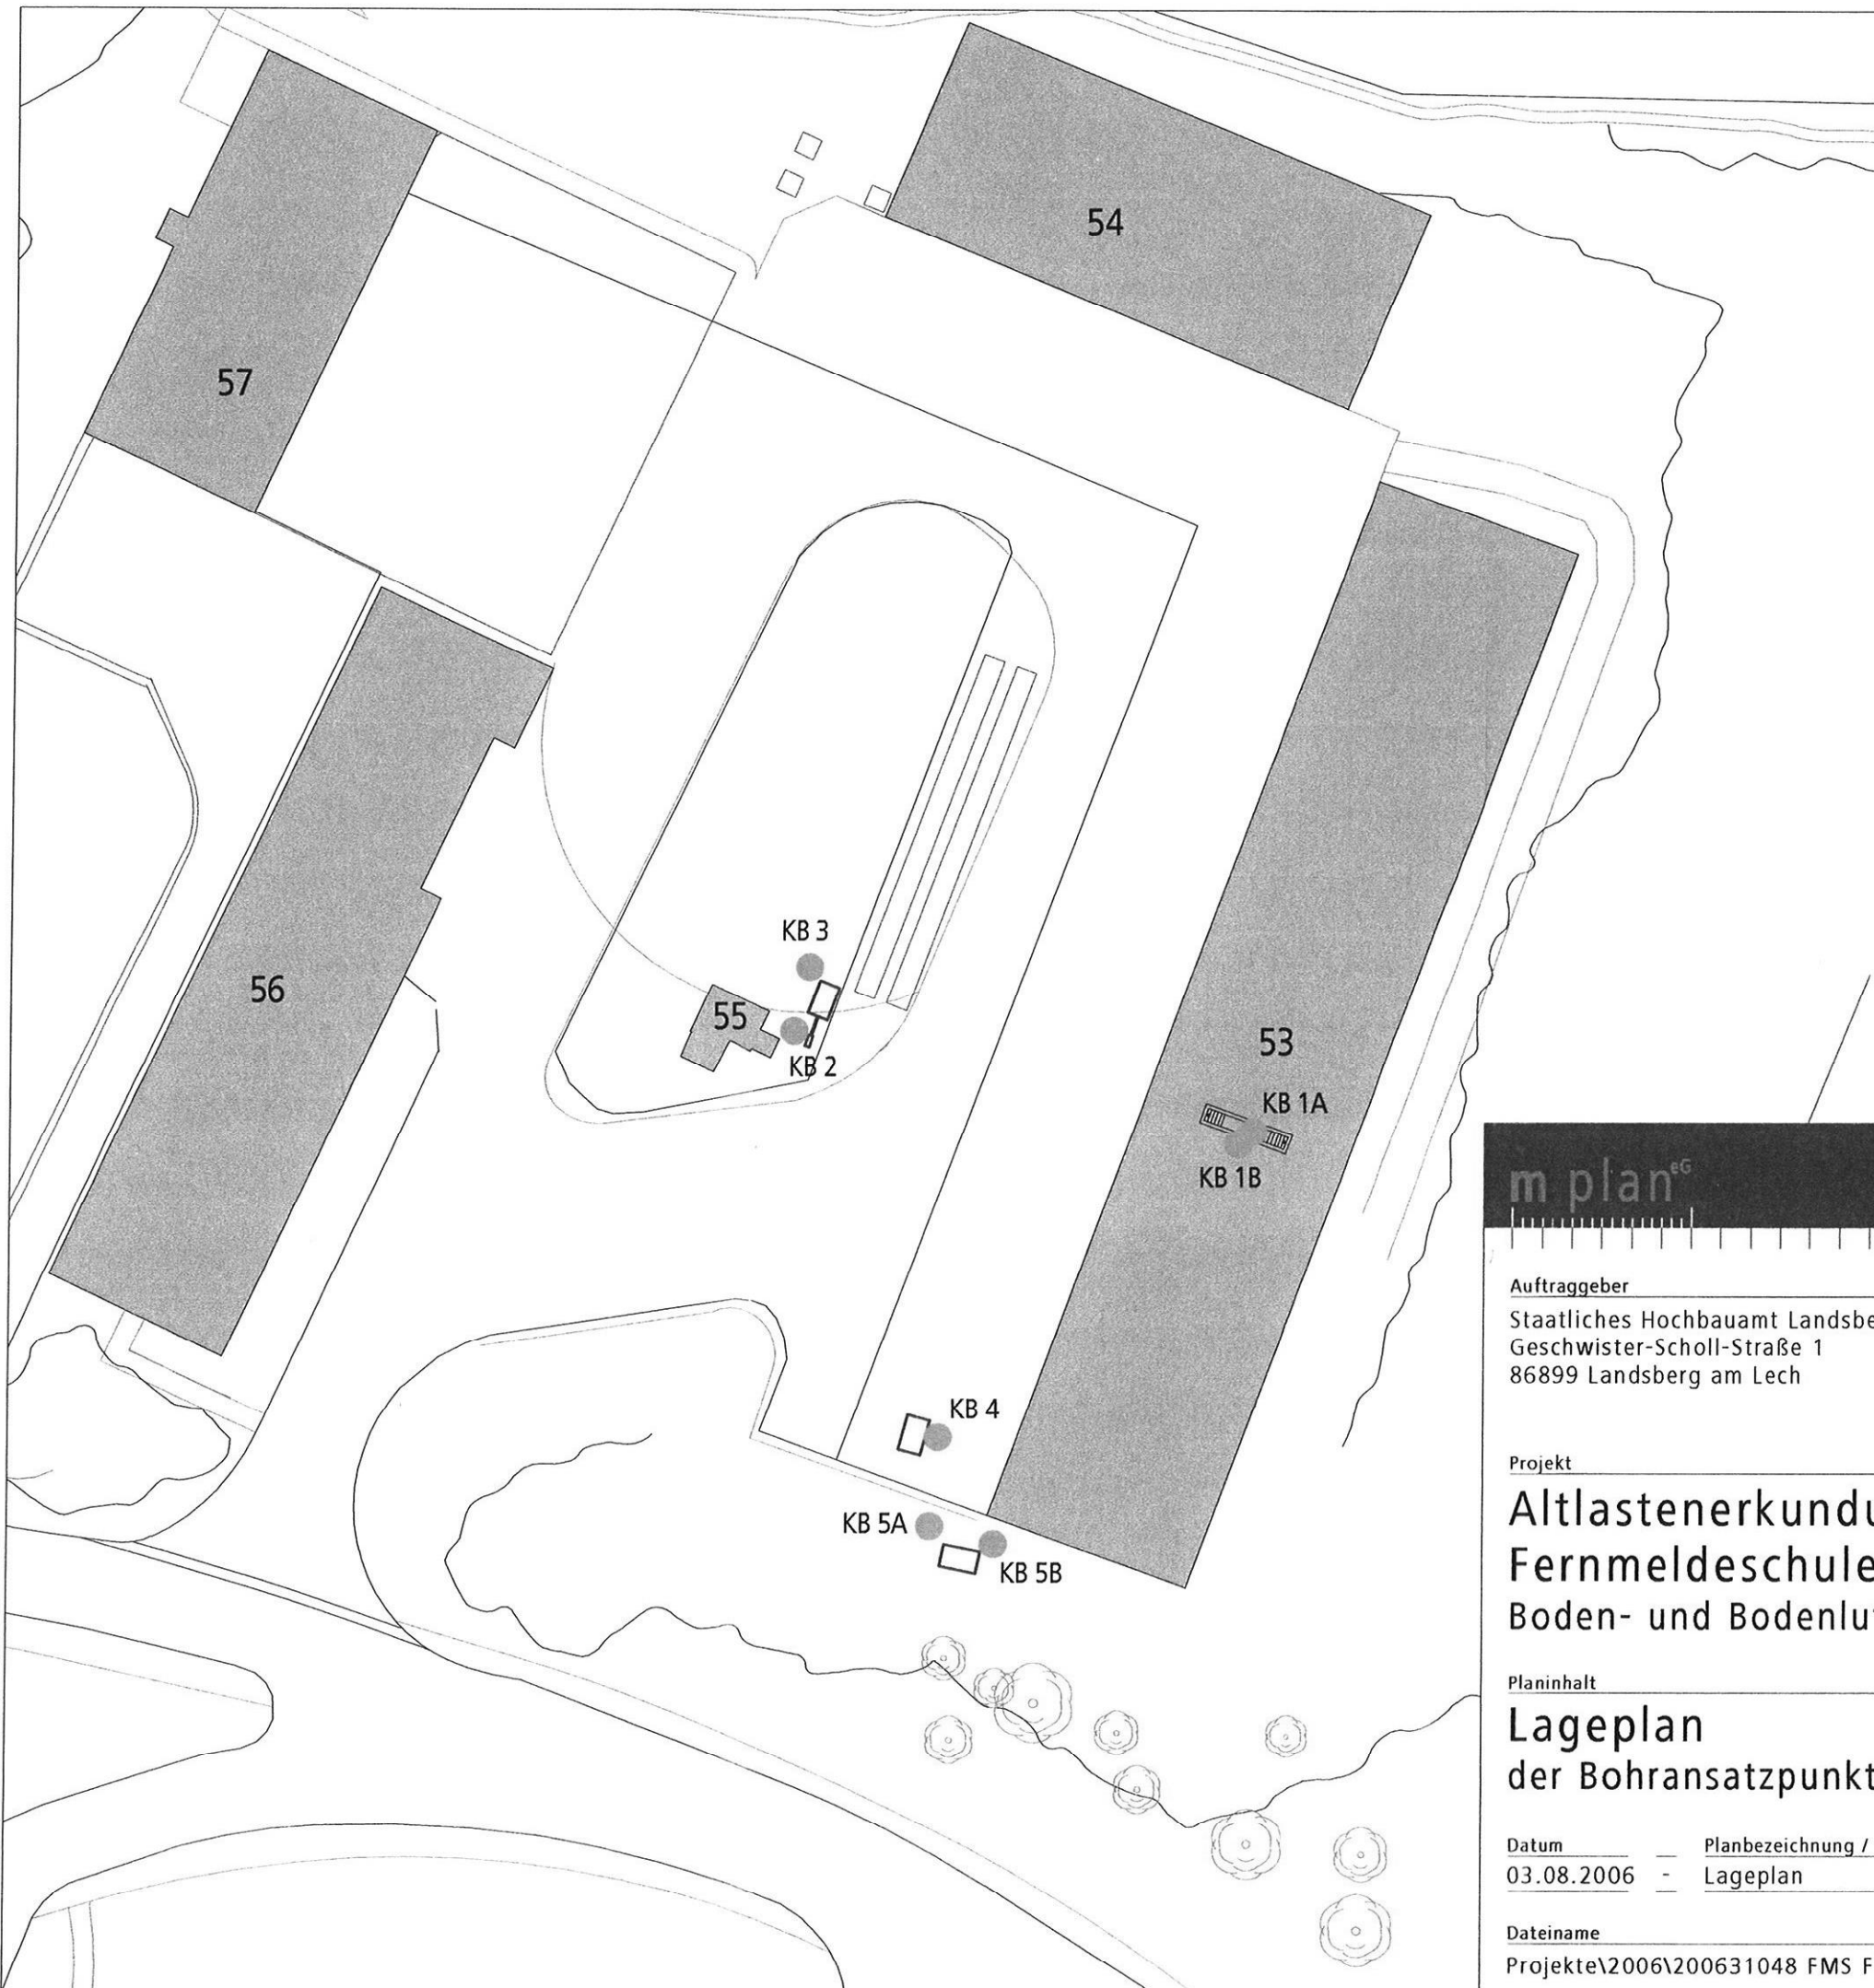 54
57
KB 3
56
55
53
KB 2
KB 1A
KB 1B
KB 4
KB 5A
KB 5B
m plan eG
Auftraggeber
Staatliches Hochbauamt Landsbe
Geschwister-Scholl-Straße 1
86899 Landsberg am Lech
Projekt
Altlastenerkundu
Fernmeldeschule
Boden- und Bodenlu
Planinhalt
Lageplan
der Bohransatzpunkt
Datum
Planbezeichnung /
03.08.2006 - Lageplan
Dateiname
Projekte\2006\200631048 FMS F